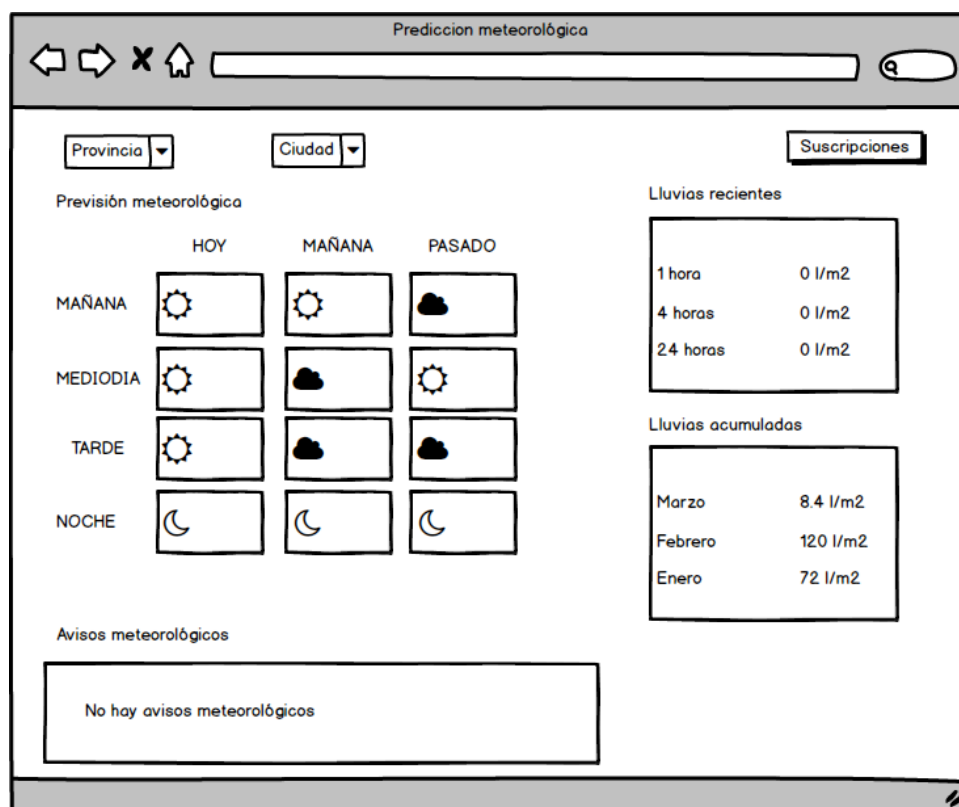 Prediccion meteorológica
Provincia
Ciudad
Suscripciones
Previsión meteorológica
HOY MAÑANA PASADO
MAÑANA
MEDIODIA
TARDE
NOCHE
Lluvias recientes
1 hora 0 l/m2
4 horas 0 l/m2
24 horas 0 l/m2
Lluvias acumuladas
Marzo 8.4 l/m2
Febrero 120 l/m2
Enero 72 l/m2
Avisos meteorológicos
No hay avisos meteorológicos